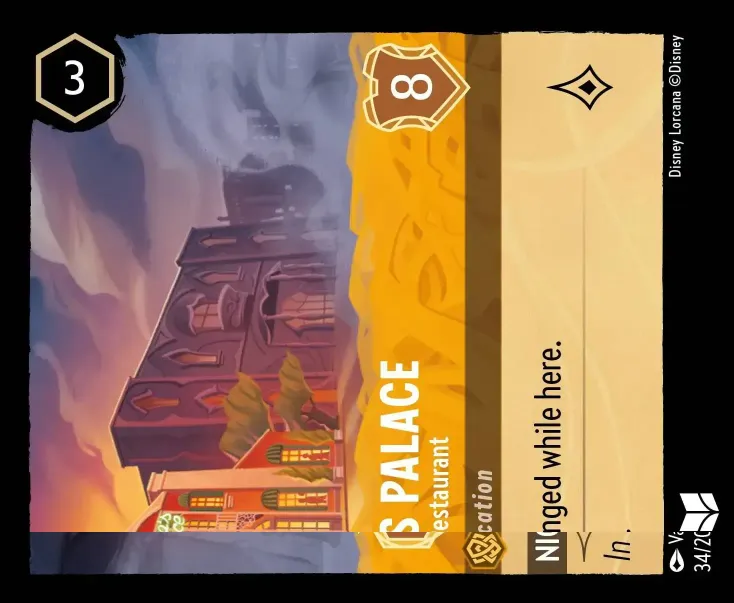 3
8
S PALACE
estaurant
cation
NI
nged while here.
In
34/20
Disney Lorcana ©Disney